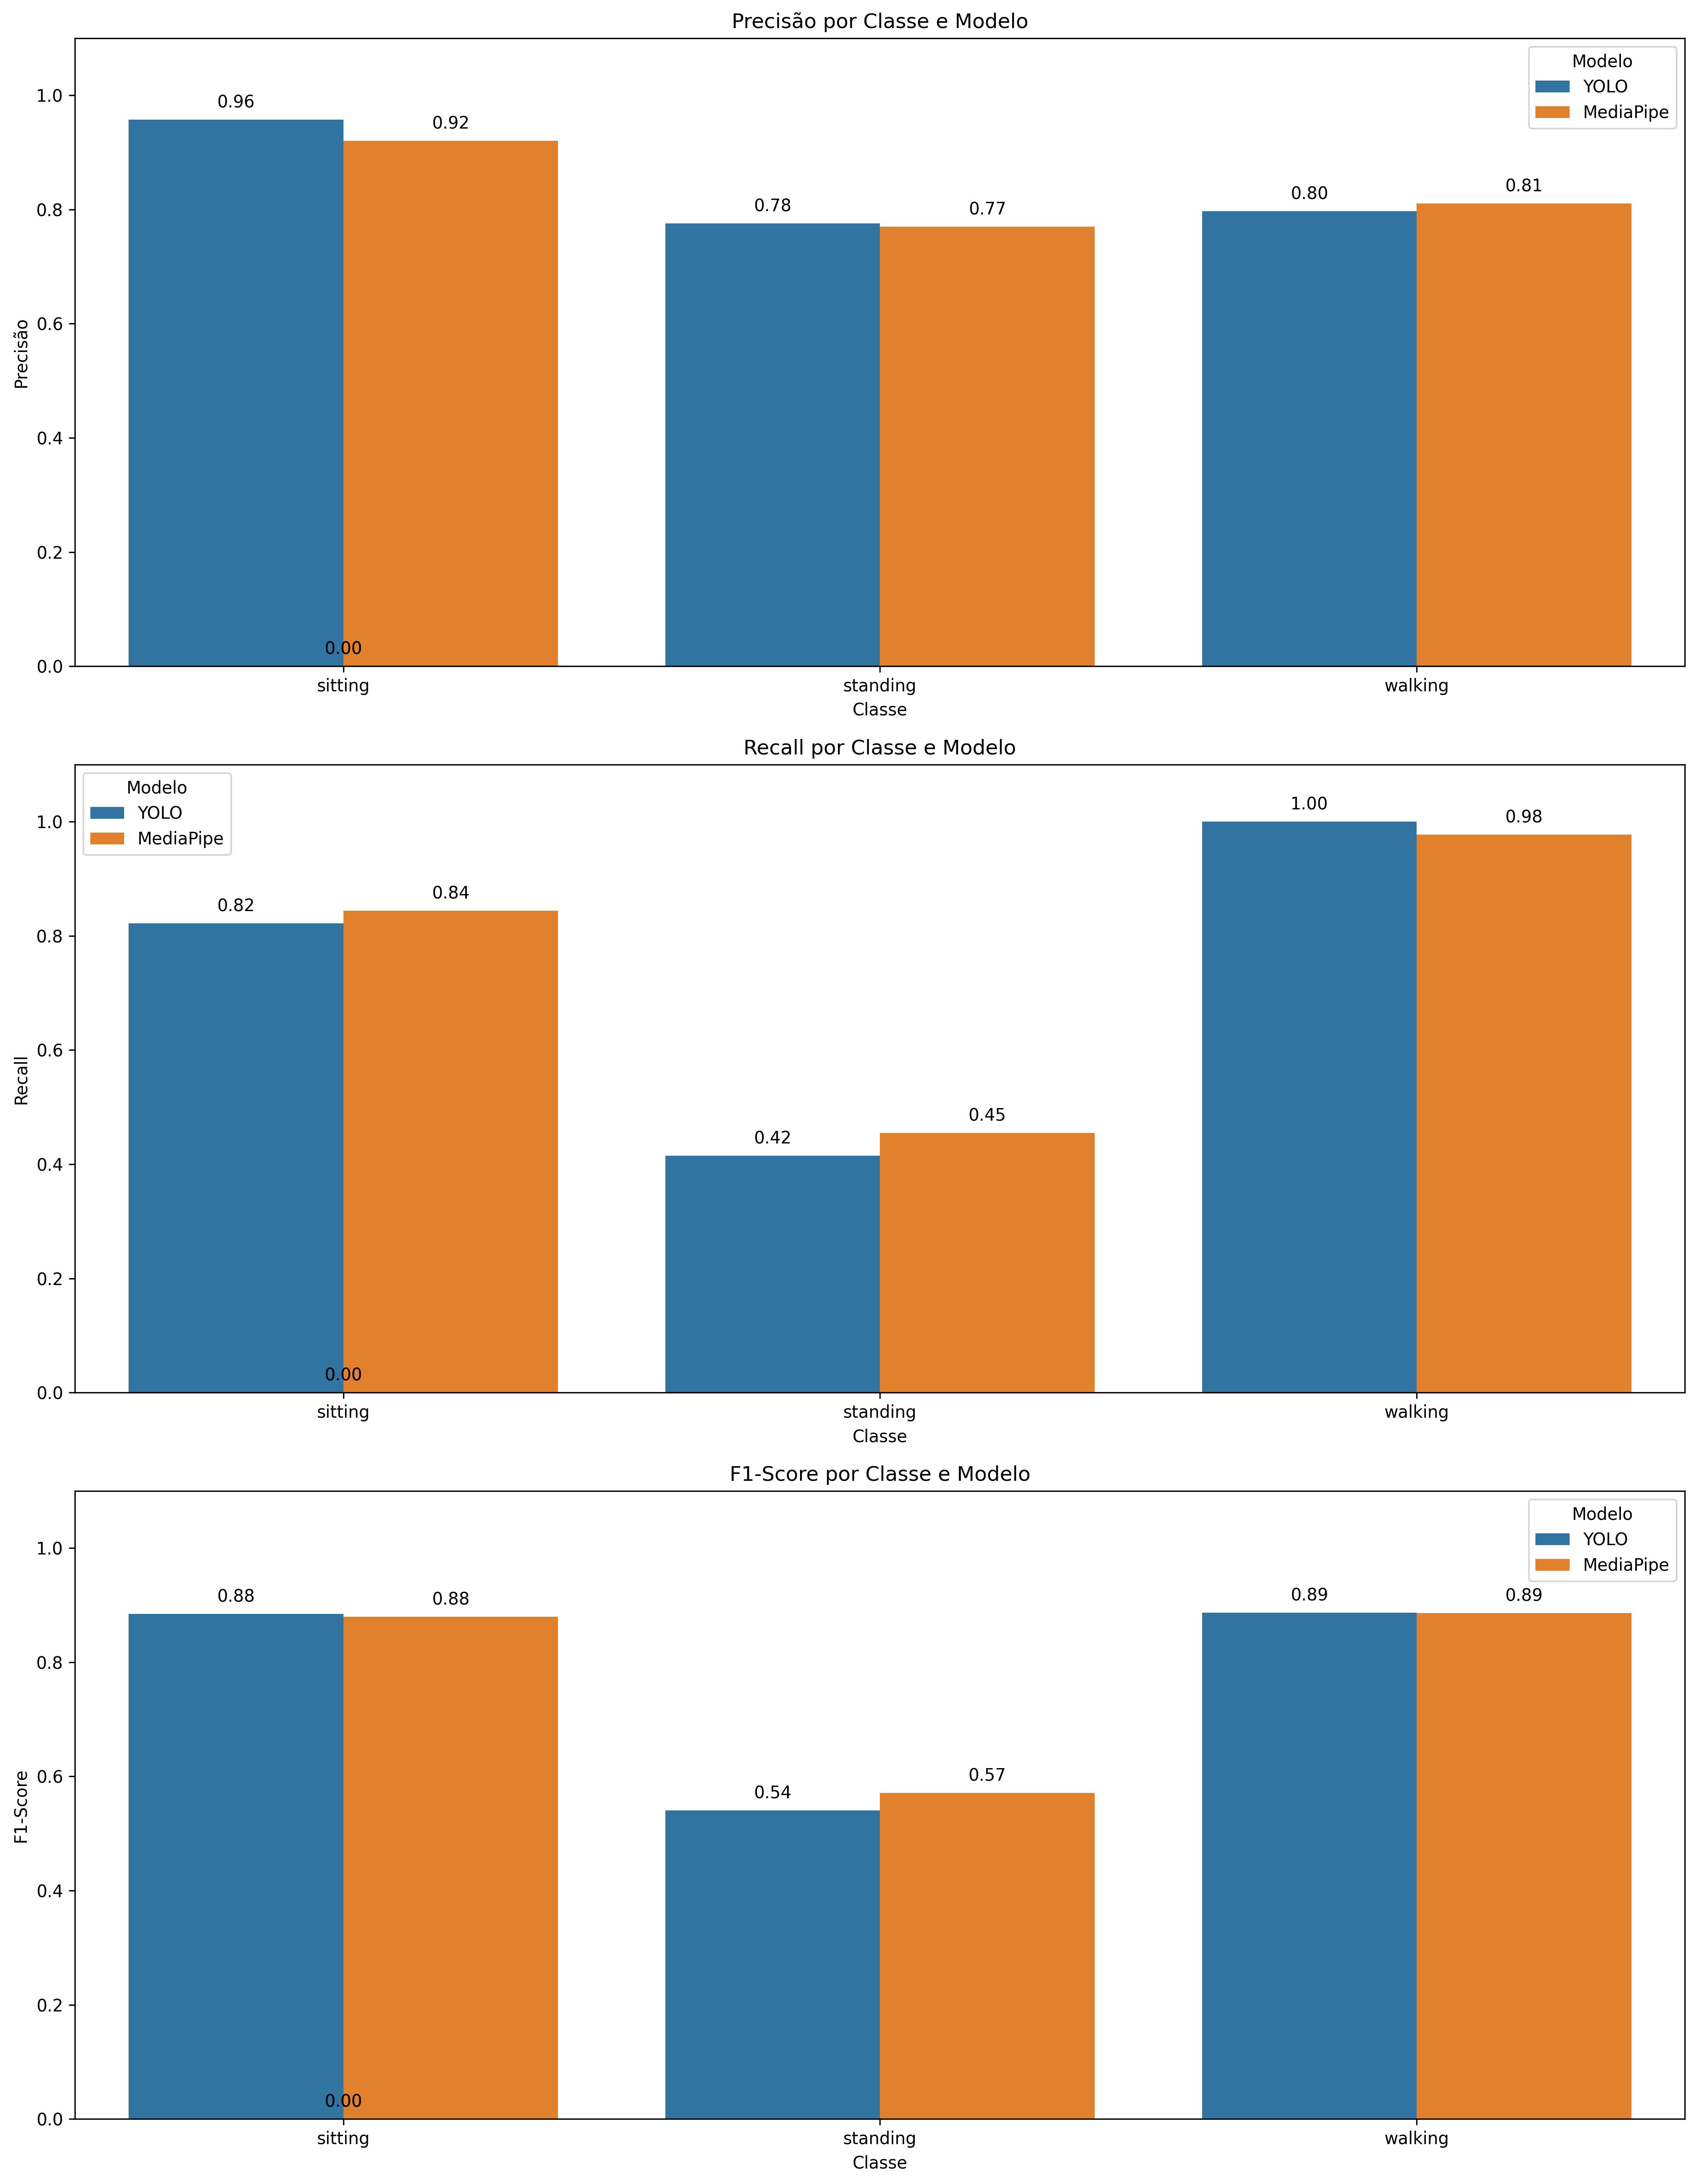 Precisão por Classe e Modelo
Modelo
YOLO
MediaPipe
1.0
0.8
0.6
0.4
0.2
0.0
Precisão
0.96
0.92
0.78
0.77
0.80
0.81
0.00
sitting
standing
walking
Classe
Recall por Classe e Modelo
Modelo
YOLO
MediaPipe
1.0
0.8
0.6
0.4
0.2
0.0
Recall
0.82
0.84
0.42
0.45
1.00
0.98
0.00
sitting
standing
walking
Classe
F1-Score por Classe e Modelo
Modelo
YOLO
MediaPipe
1.0
0.8
0.6
0.4
0.2
0.0
F1-Score
0.88
0.88
0.54
0.57
0.89
0.89
0.00
sitting
standing
walking
Classe